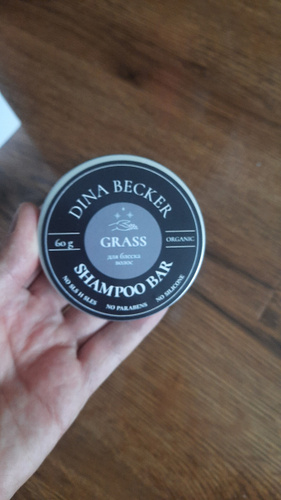 DINA BECKER
GRASS
для блеска
волос
60 g
ORGANIC
SHAMPOO BAR
NO SLS И SLES
NO PARABENS
NO SILICONE